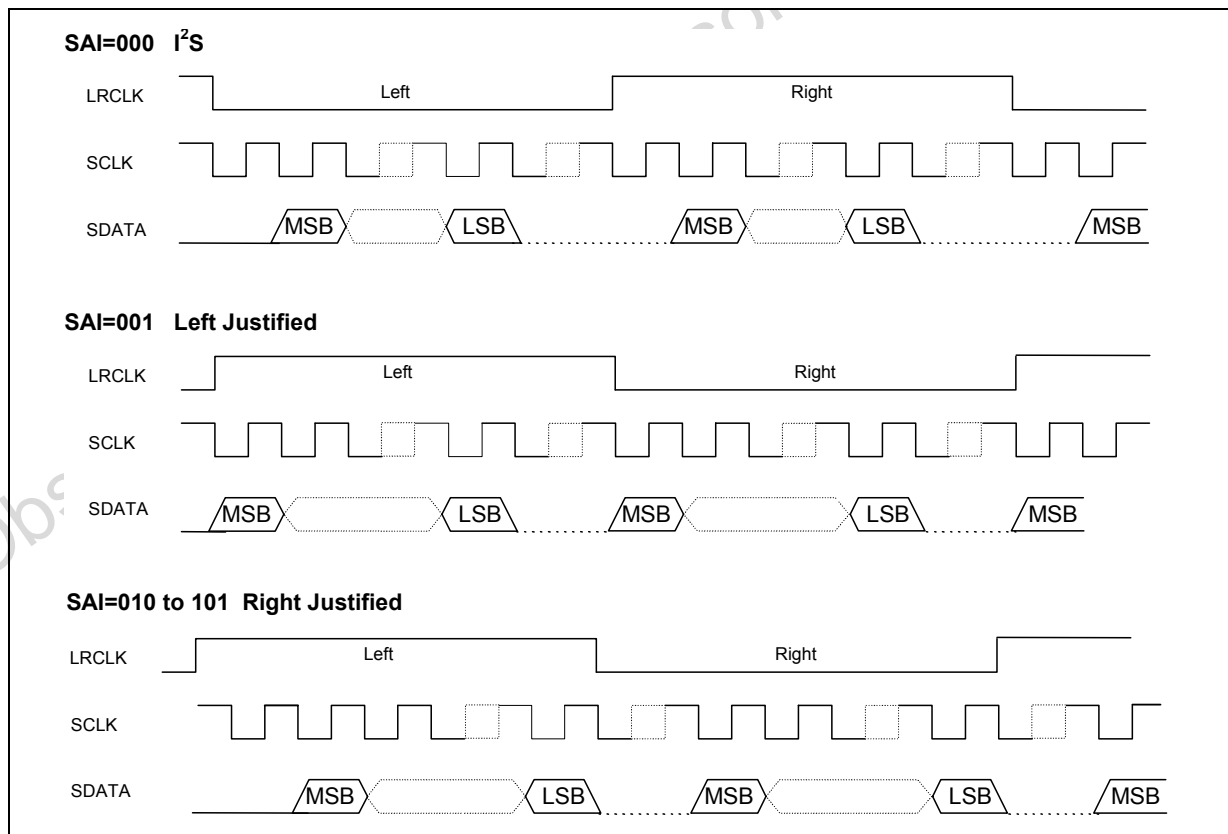 SAI=000 I²S
LRCLK Left Right
SCLK
SDATA MSB LSB MSB LSB MSB
SAI=001 Left Justified
LRCLK Left Right
SCLK
SDATA MSB LSB MSB LSB MSB
SAI=010 to 101 Right Justified
LRCLK Left Right
SCLK
SDATA MSB LSB MSB LSB MSB